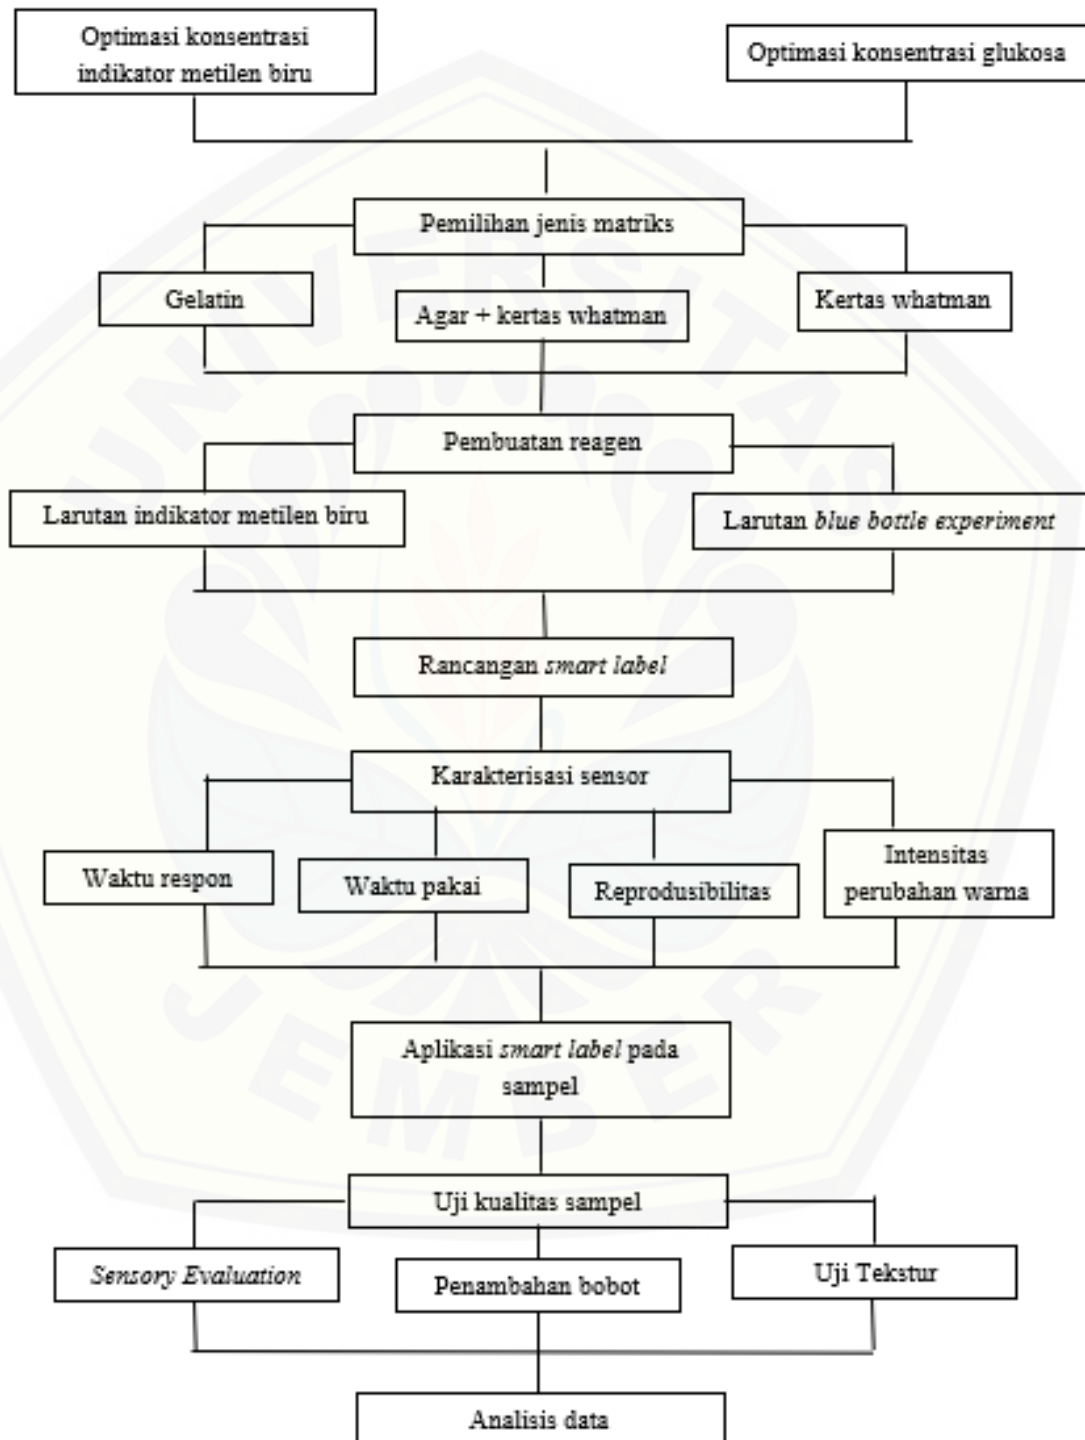 Optimasi konsentrasi
indikator metilen biru
Optimasi konsentrasi glukosa
Pemilihan jenis matriks
Gelatin
Agar + kertas whatman
Kertas whatman
Pembuatan reagen
Larutan indikator metilen biru
Larutan blue bottle experiment
Rancangan smart label
Karakterisasi sensor
Waktu respon
Waktu pakai
Reprodusibilitas
Intensitas
perubahan warna
Aplikasi smart label pada
sampel
Uji kualitas sampel
Sensory Evaluation
Penambahan bobot
Uji Tekstur
Analisis data
UNIVERSITAS
JEMBER